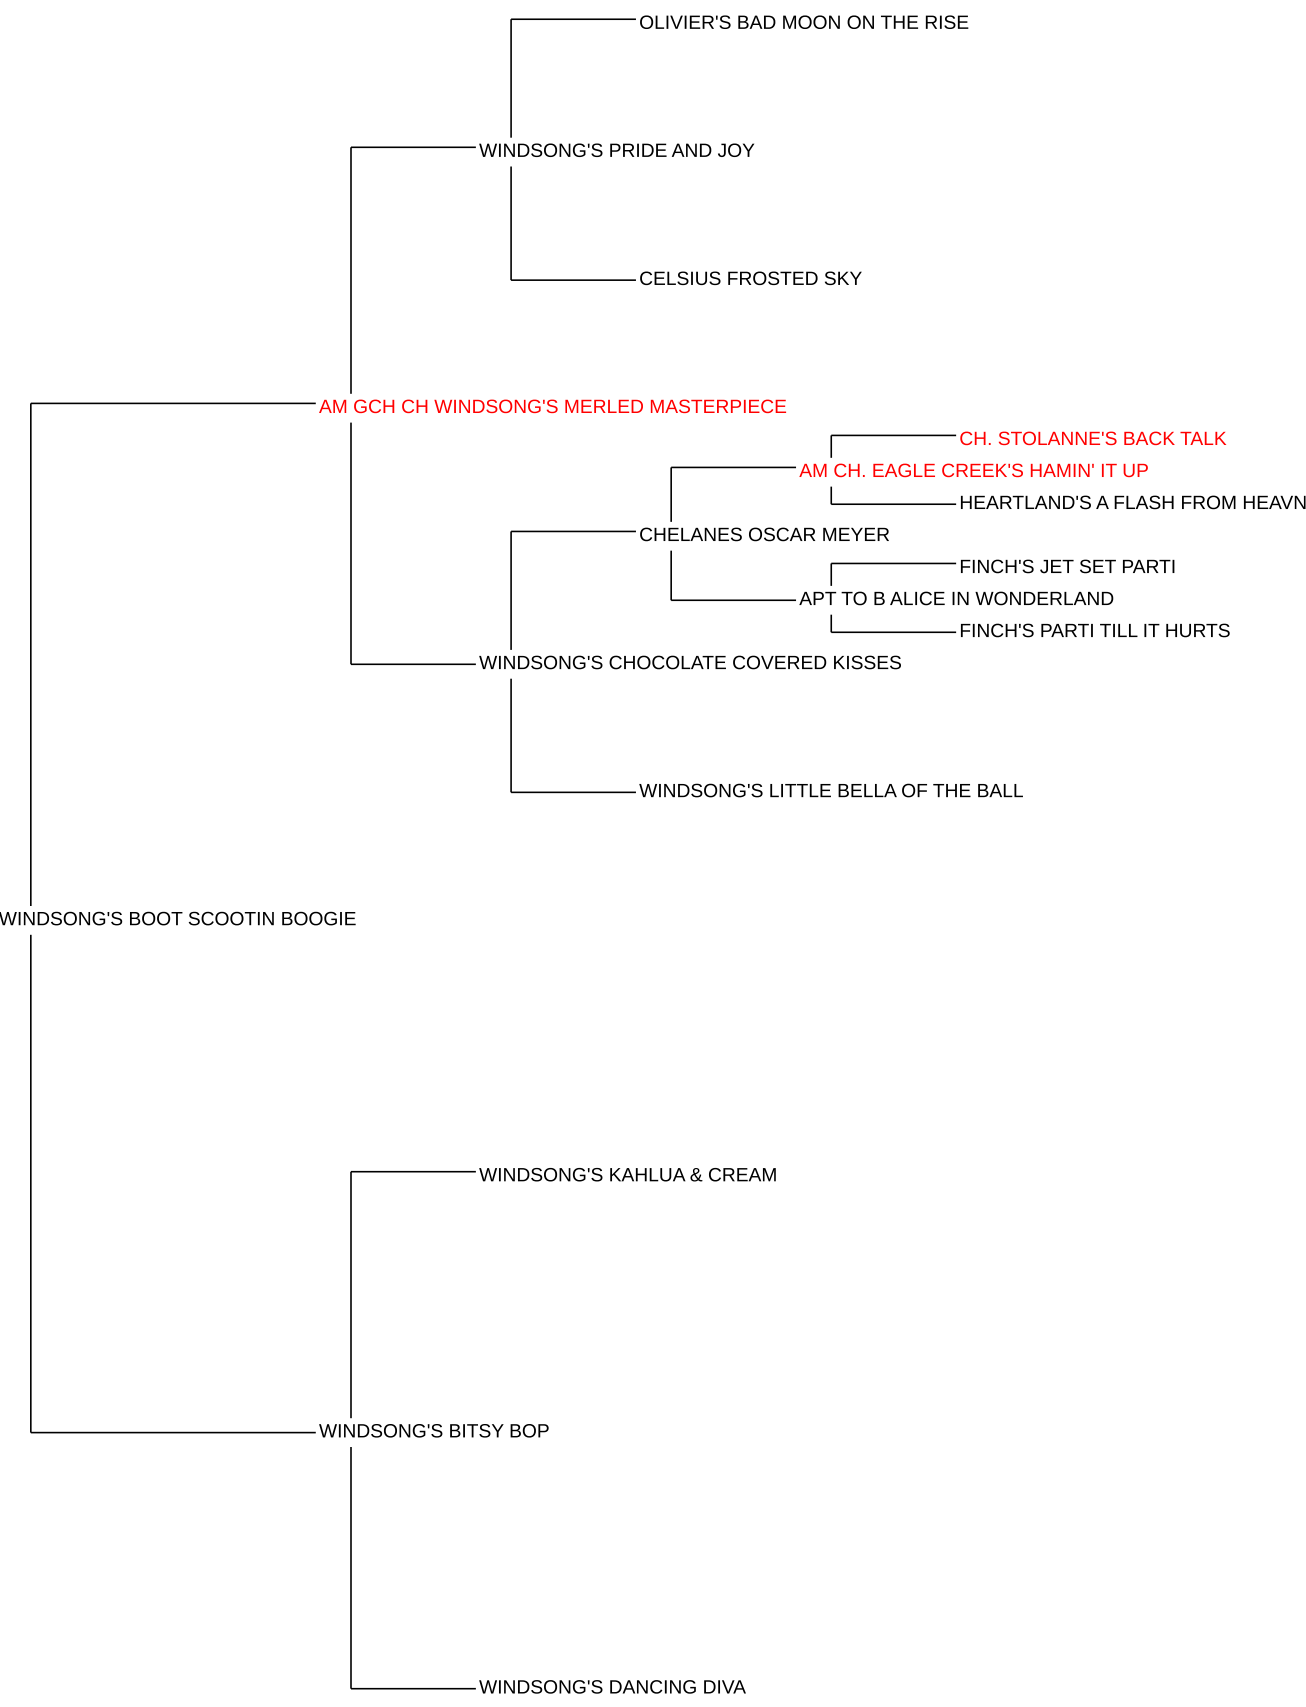 OLIVIER'S BAD MOON ON THE RISE
WINDSONG'S PRIDE AND JOY
CELSIUS FROSTED SKY
AM GCH CH WINDSONG'S MERLED MASTERPIECE
CH. STOLANNE'S BACK TALK
AM CH. EAGLE CREEK'S HAMIN' IT UP
HEARTLAND'S A FLASH FROM HEAVN
CHELANES OSCAR MEYER
FINCH'S JET SET PARTI
APT TO B ALICE IN WONDERLAND
FINCH'S PARTI TILL IT HURTS
WINDSONG'S CHOCOLATE COVERED KISSES
WINDSONG'S LITTLE BELLA OF THE BALL
WINDSONG'S BOOT SCOOTIN BOOGIE
WINDSONG'S KAHLUA & CREAM
WINDSONG'S BITSY BOP
WINDSONG'S DANCING DIVA